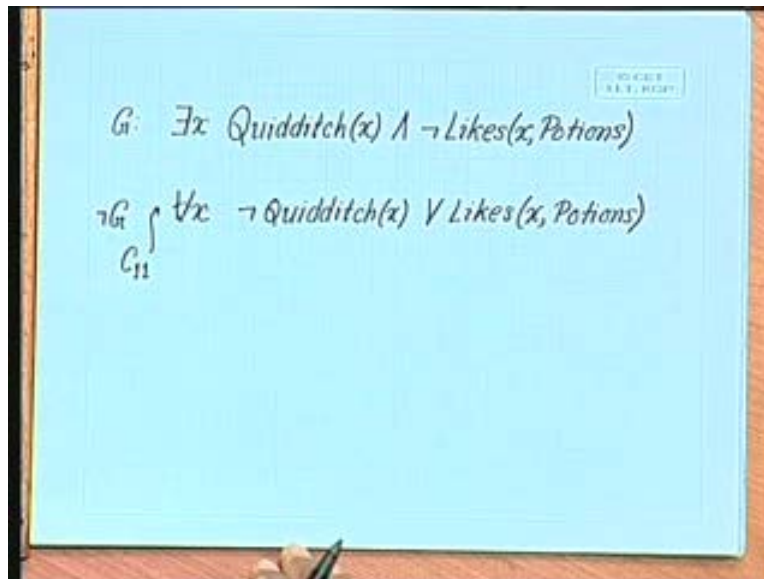 G: ∃x Quidditch(x) ∧ ¬Likes(x, Potions)
¬G ∀x ¬Quidditch(x) ∨ Likes(x, Potions)
C11